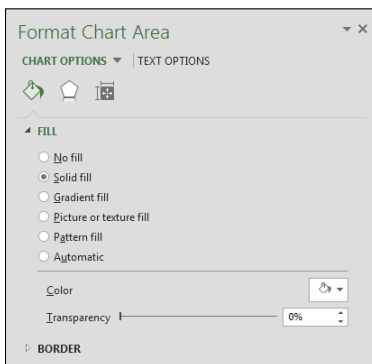 Format Chart Area
CHART OPTIONS TEXT OPTIONS
FILL
No fill
Solid fill
Gradient fill
Picture or texture fill
Pattern fill
Automatic
Color
Transparency 0%
BORDER